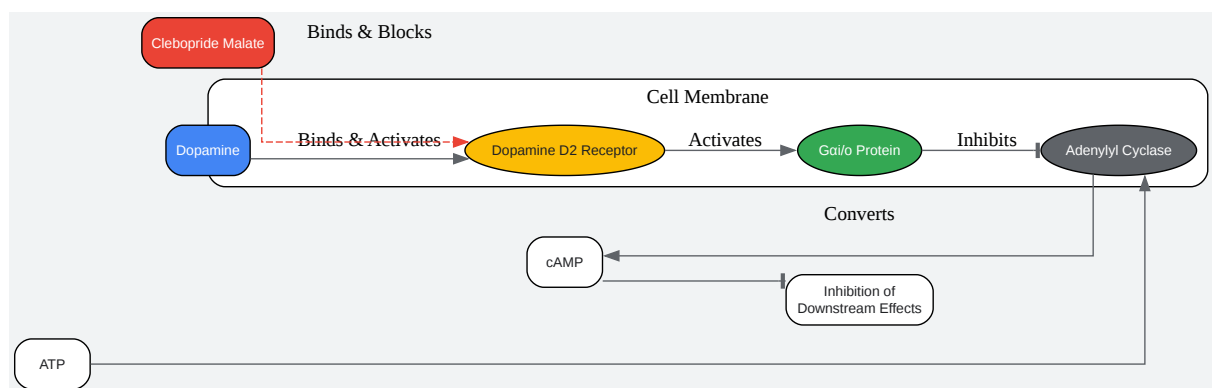 Clebopride Malate
Binds & Blocks
Cell Membrane
Dopamine
Binds & Activates
Dopamine D2 Receptor
Activates
Gαi/o Protein
Inhibits
Adenylyl Cyclase
Converts
cAMP
Inhibition of
Downstream Effects
ATP